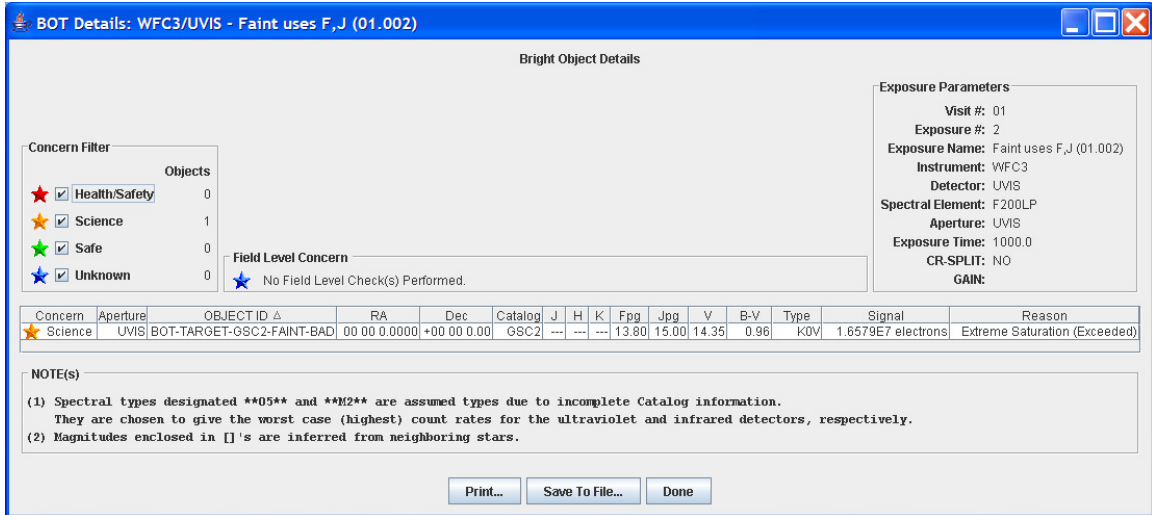 BOT Details: WFC3/UVIS - Faint uses F,J (01.002)
Bright Object Details
Exposure Parameters
Visit #: 01
Exposure #: 2
Exposure Name: Faint uses F,J (01.002)
Instrument: WFC3
Detector: UVIS
Spectral Element: F200LP
Aperture: UVIS
Exposure Time: 1000.0
CR-SPLIT: NO
GAIN:
Concern Filter
Objects
Health/Safety 0
Science 1
Safe 0
Unknown 0
Field Level Concern
No Field Level Check(s) Performed.
Concern Aperture OBJECT ID △ RA Dec Catalog J H K Fpg Jpg V B-V Type Signal Reason
Science UVIS BOT-TARGET-GSC2-FAINT-BAD 00 00 0.0000 +00 00 0.00 GSC2 --- --- --- 13.80 15.00 14.35 0.96 K0V 1.6579E7 electrons Extreme Saturation (Exceeded)
NOTE(s)
(1) Spectral types designated **O5** and **M2** are assumed types due to incomplete Catalog information.
They are chosen to give the worst case (highest) count rates for the ultraviolet and infrared detectors, respectively.
(2) Magnitudes enclosed in []'s are inferred from neighboring stars.
Print... Save To File... Done